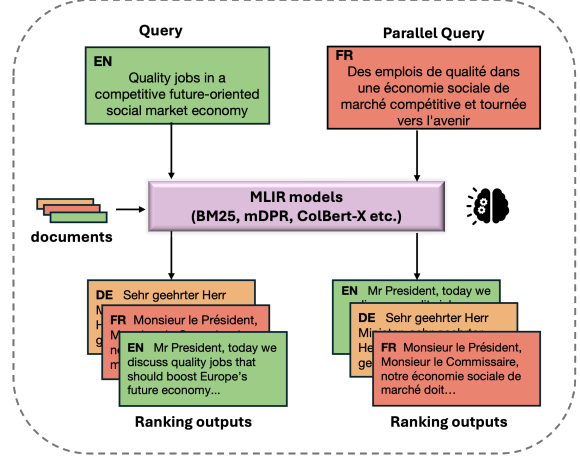 Query
EN
Quality jobs in a
competitive future-oriented
social market economy
Parallel Query
FR
Des emplois de qualité dans
une économie sociale de
marché compétitive et tournée
vers l'avenir
MLIR models
(BM25, mDPR, ColBert-X etc.)
documents
DE Sehr geehrter Herr
FR Monsieur le Président,
EN Mr President, today we
discuss quality jobs that
should boost Europe's
future economy...
Ranking outputs
EN Mr President, today we
DE Sehr geehrter Herr
FR Monsieur le Président,
Monsieur le Commissaire,
notre économie sociale de
marché doit…
Ranking outputs